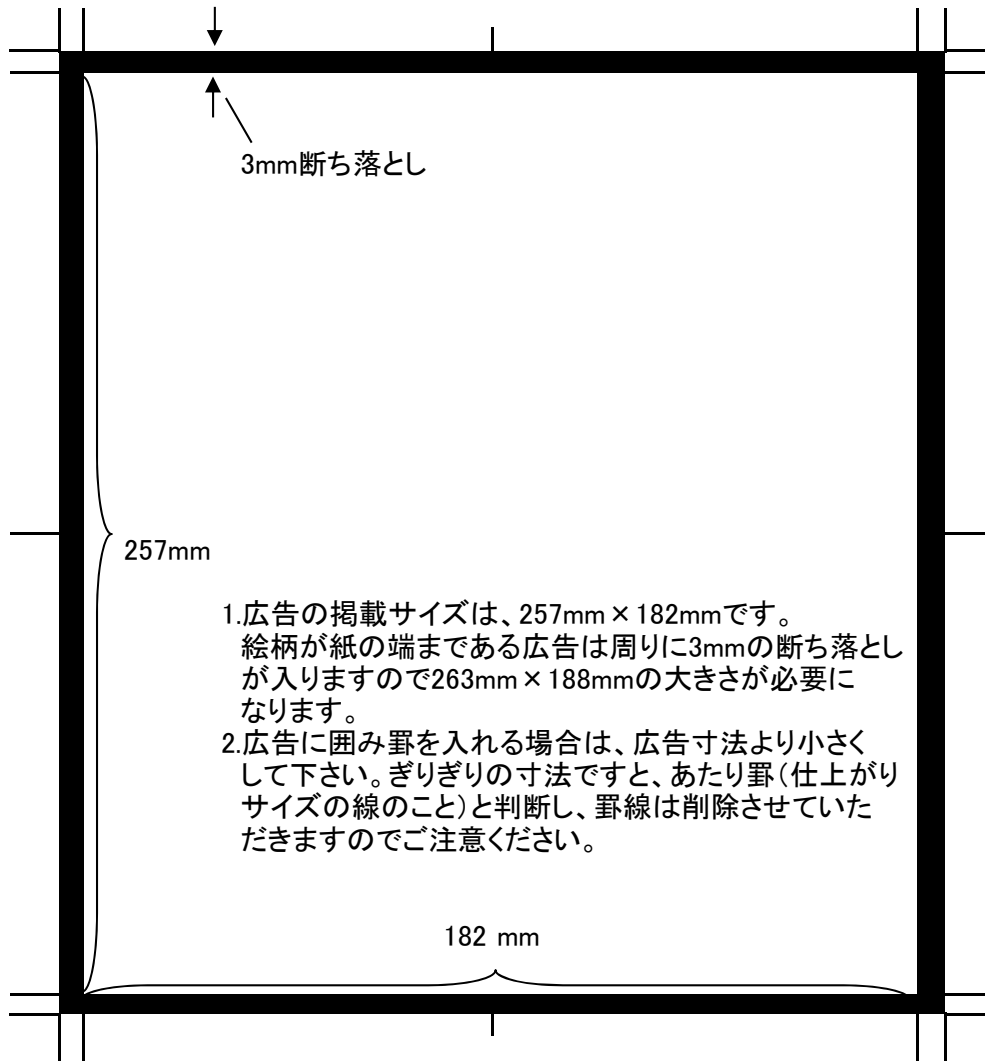 3mm断ち落とし
257mm
1.広告の掲載サイズは、257mm×182mmです。
絵柄が紙の端まである広告は周りに3mmの断ち落とし
が入りますので263mm×188mmの大きさが必要に
なります。
2.広告に囲み罫を入れる場合は、広告寸法より小さく
して下さい。ぎりぎりの寸法ですと、あたり罫(仕上がり
サイズの線のこと)と判断し、罫線は削除させていた
だきますのでご注意ください。
182 mm